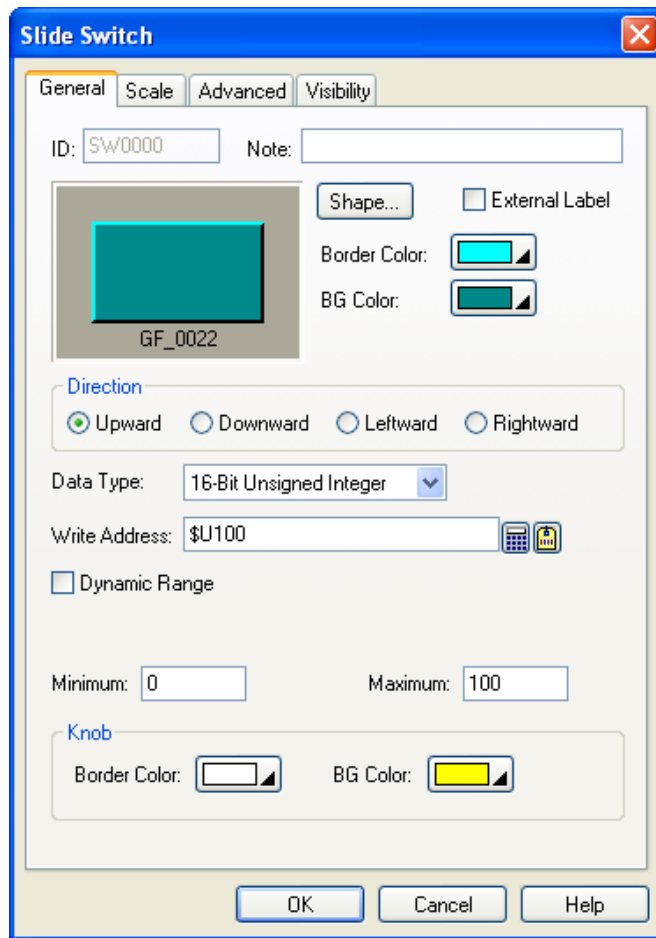 Slide Switch
General Scale Advanced Visibility
ID: SW0000 Note:
Shape... External Label
Border Color:
BG Color:
GF_0022
Direction
Upward Downward Leftward Rightward
Data Type: 16-Bit Unsigned Integer
Write Address: $U100
Dynamic Range
Minimum: 0 Maximum: 100
Knob
Border Color: BG Color:
OK Cancel Help